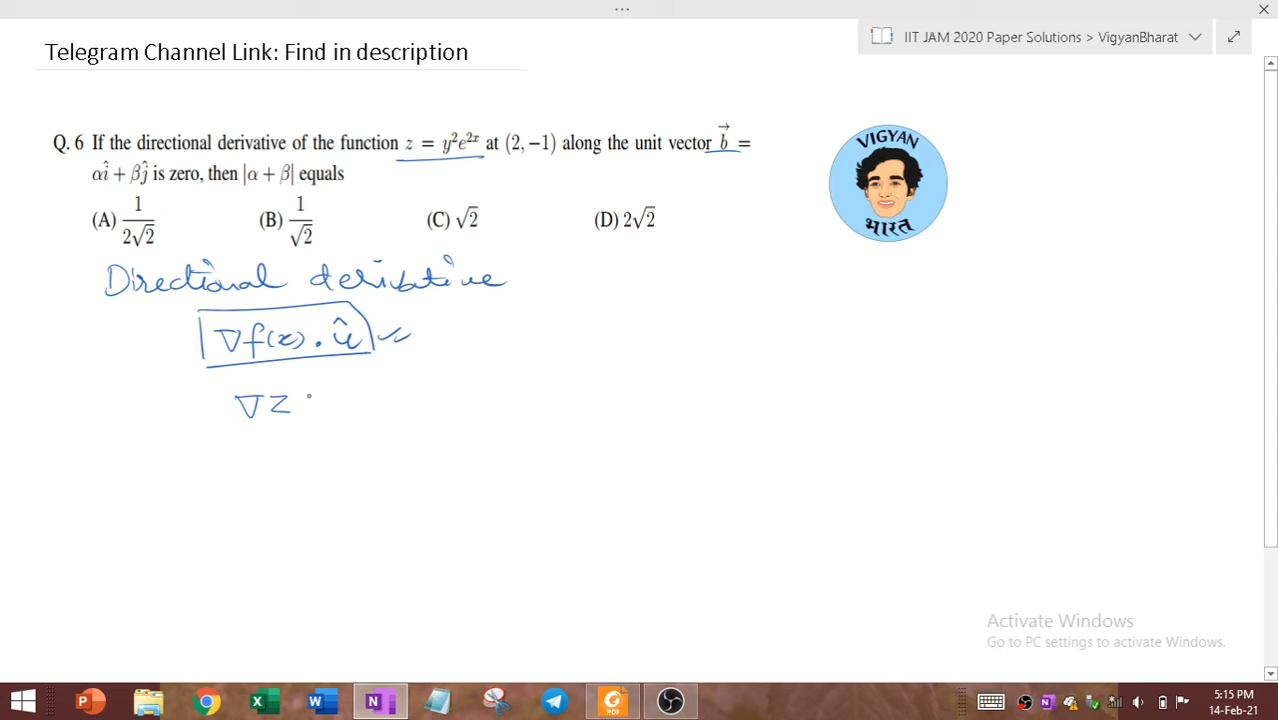 ...
Telegram Channel Link: Find in description
IIT JAM 2020 Paper Solutions > VigyanBharat
Q. 6 If the directional derivative of the function z = y²e²ˣ at (2, −1) along the unit vector b⃗ =
αî + βĵ is zero, then |α + β| equals
(A) 1/(2√2) (B) 1/√2 (C) √2 (D) 2√2
VIGYAN
भारत
Directional derivative
∇f(x) . û
∇z
Activate Windows
Go to PC settings to activate Windows.
5:15 PM
14-Feb-21